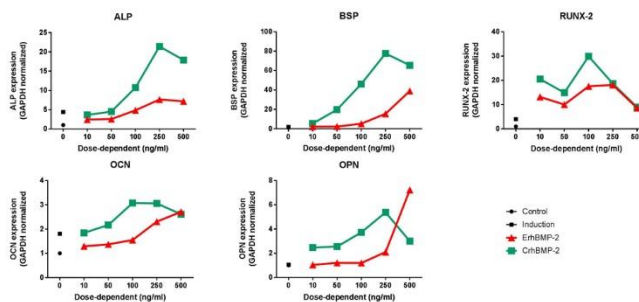 ALP
ALP expression
(GAPDH normalized)
25
20
15
10
5
0
0 10 50 100 250 500
Dose-dependent (ng/ml)
BSP
BSP expression
(GAPDH normalized)
100
80
60
40
20
0
0 10 50 100 250 500
Dose-dependent (ng/ml)
RUNX-2
RUNX-2 expression
(GAPDH normalized)
40
30
20
10
0
0 10 50 100 250 500
Dose-dependent (ng/ml)
OCN
OCN expression
(GAPDH normalized)
4
3
2
1
0
0 10 50 100 250 500
Dose-dependent (ng/ml)
OPN
OPN expression
(GAPDH normalized)
8
6
4
2
0
0 10 50 100 250 500
Dose-dependent (ng/ml)
Control
Induction
ErhBMP-2
CrhBMP-2